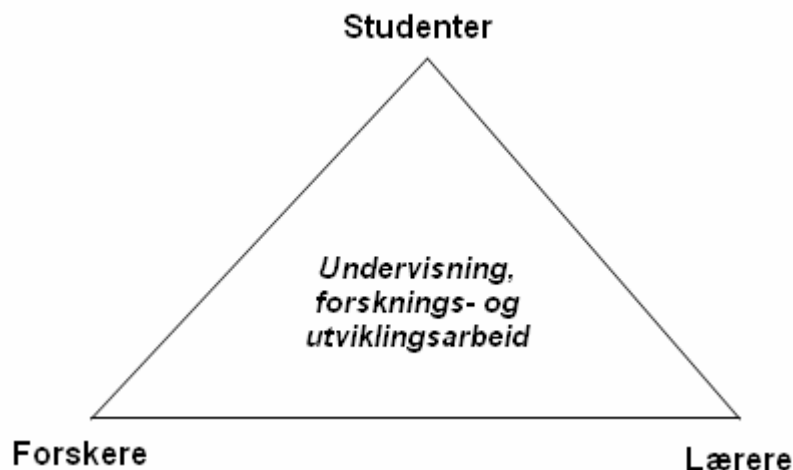 Studenter
Undervisning,
forsknings- og
utviklingsarbeid
Forskere
Lærere